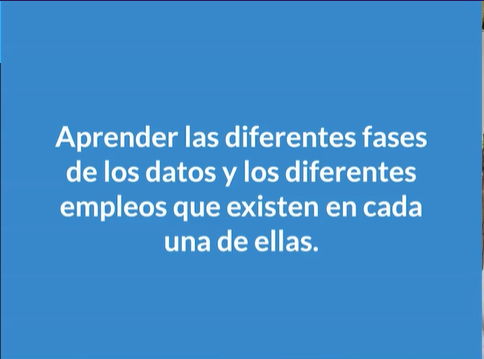 Aprender las diferentes fases
de los datos y los diferentes
empleos que existen en cada
una de ellas.